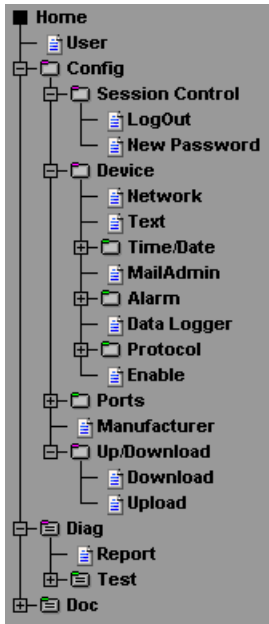 Home
User
Config
Session Control
LogOut
New Password
Device
Network
Text
Time/Date
MailAdmin
Alarm
Data Logger
Protocol
Enable
Ports
Manufacturer
Up/Download
Download
Upload
Diag
Report
Test
Doc